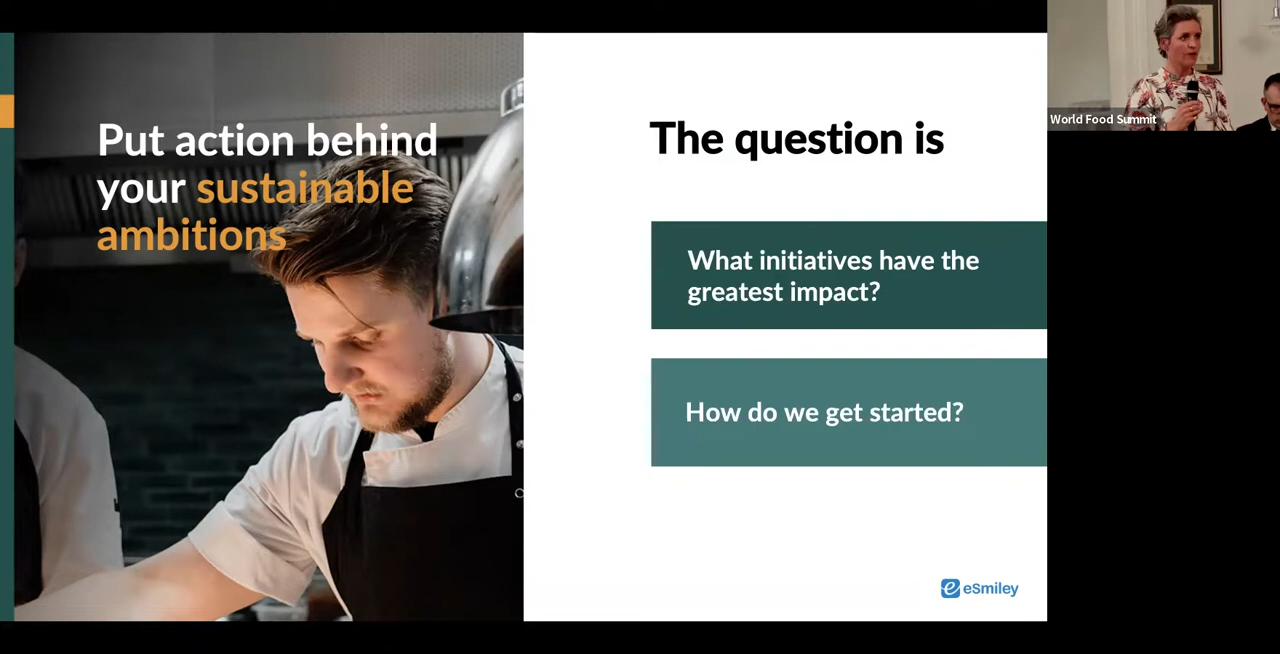 Put action behind
your sustainable
ambitions
The question is
What initiatives have the
greatest impact?
How do we get started?
eSmiley
World Food Summit